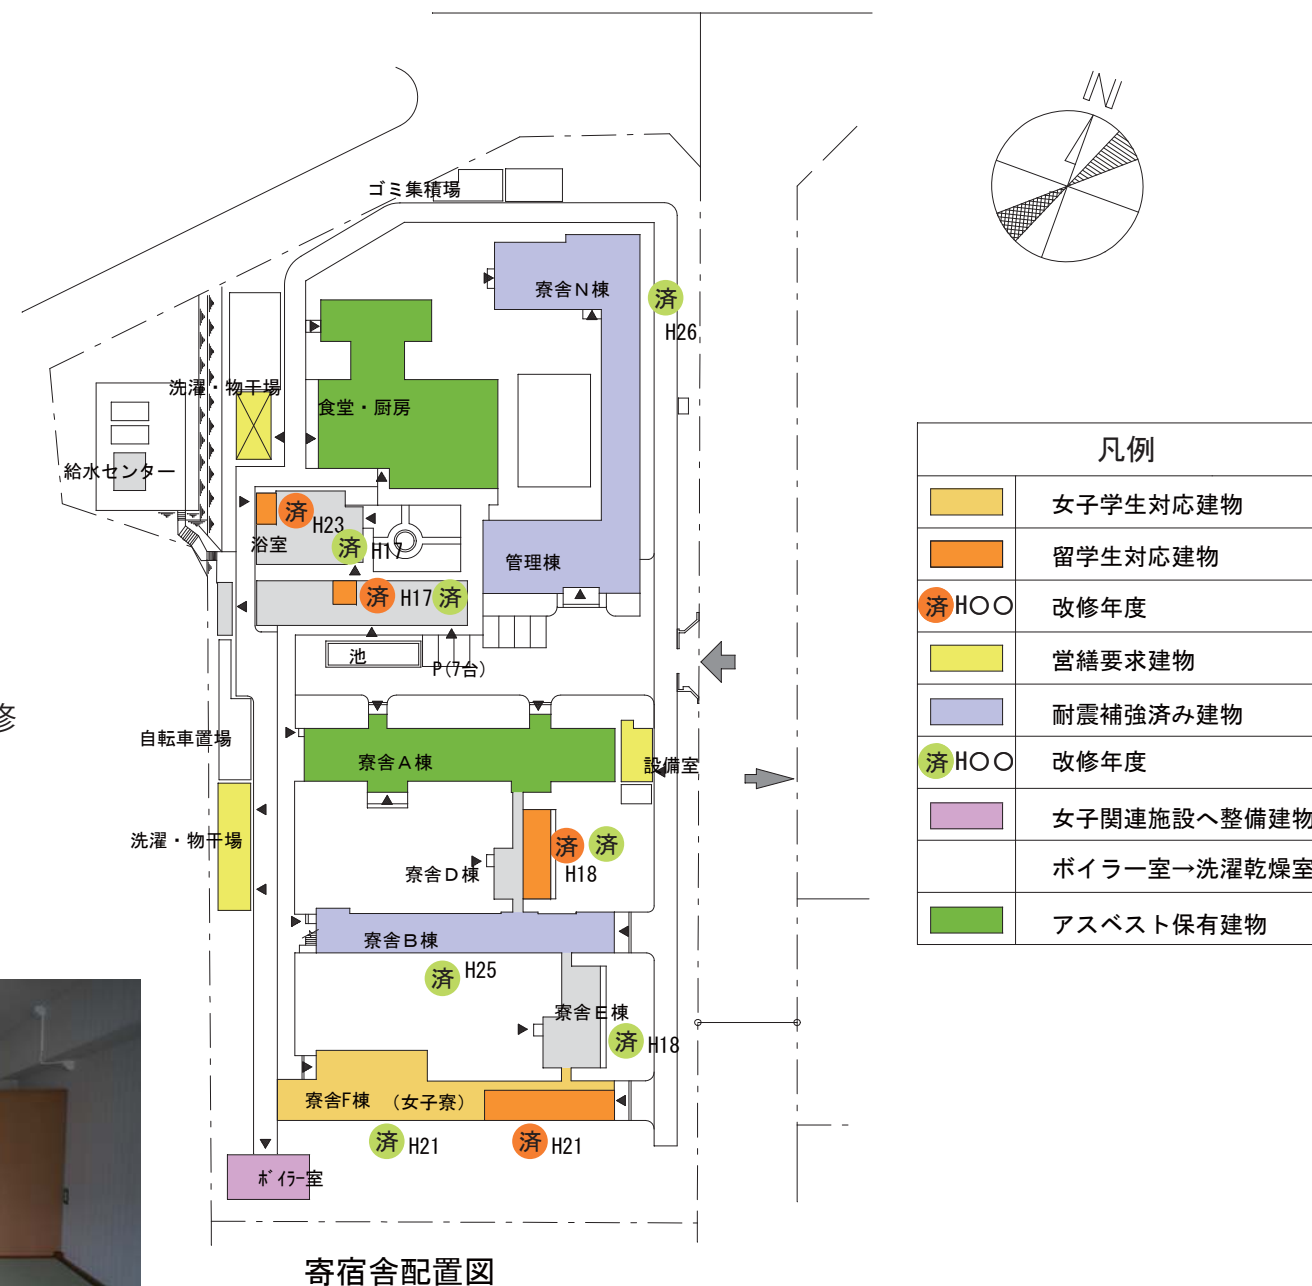 N
ゴミ集積場
寮舎N棟
済
H26
洗濯・物干場
食堂・厨房
給水センター
済
H23
浴室
済
H17
管理棟
済 H17 済
池
P(7台)
修
自転車置場
寮舎A棟
設備室
洗濯・物干場
済 済
寮舎D棟
H18
寮舎B棟
済 H25
寮舎E棟
済 H18
寮舎F棟 (女子寮)
済 H21
済 H21
ボイラー室
寄宿舎配置図
凡例
女子学生対応建物
留学生対応建物
済H〇〇 改修年度
営繕要求建物
耐震補強済み建物
済H〇〇 改修年度
女子関連施設へ整備建物
ボイラー室→洗濯乾燥室
アスベスト保有建物